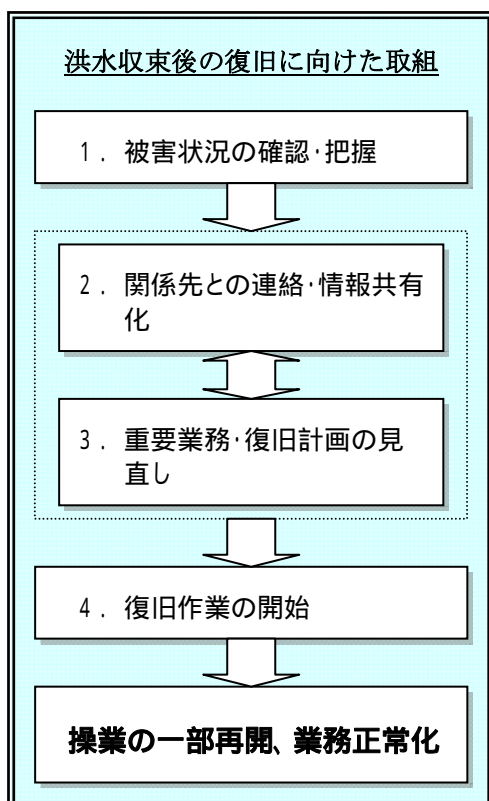 洪水収束後の復旧に向けた取組
1．被害状況の確認･把握
2．関係先との連絡･情報共有
化
3．重要業務･復旧計画の見
直し
4．復旧作業の開始
操業の一部再開、業務正常化